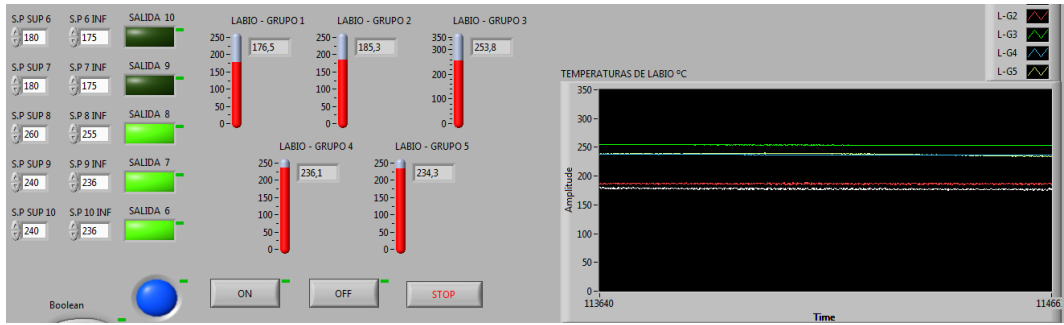 S.P SUP 6 S.P 6 INF SALIDA 10
180 175
S.P SUP 7 S.P 7 INF SALIDA 9
180 175
S.P SUP 8 S.P 8 INF SALIDA 8
260 255
S.P SUP 9 S.P 9 INF SALIDA 7
240 236
S.P SUP 10 S.P 10 INF SALIDA 6
240 236
Boolean
LABIO - GRUPO 1 LABIO - GRUPO 2 LABIO - GRUPO 3
176,5 185,3 253,8
250 250 350
200 200 300
150 150 200
100 100 100
50 50
0 0 0
LABIO - GRUPO 4 LABIO - GRUPO 5
236,1 234,3
250 250
200 200
150 150
100 100
50 50
0 0
ON OFF STOP
L-G2
L-G3
L-G4
L-G5
TEMPERATURAS DE LABIO ºC
Amplitude
350
300
250
200
150
100
50
0
113640 11466
Time